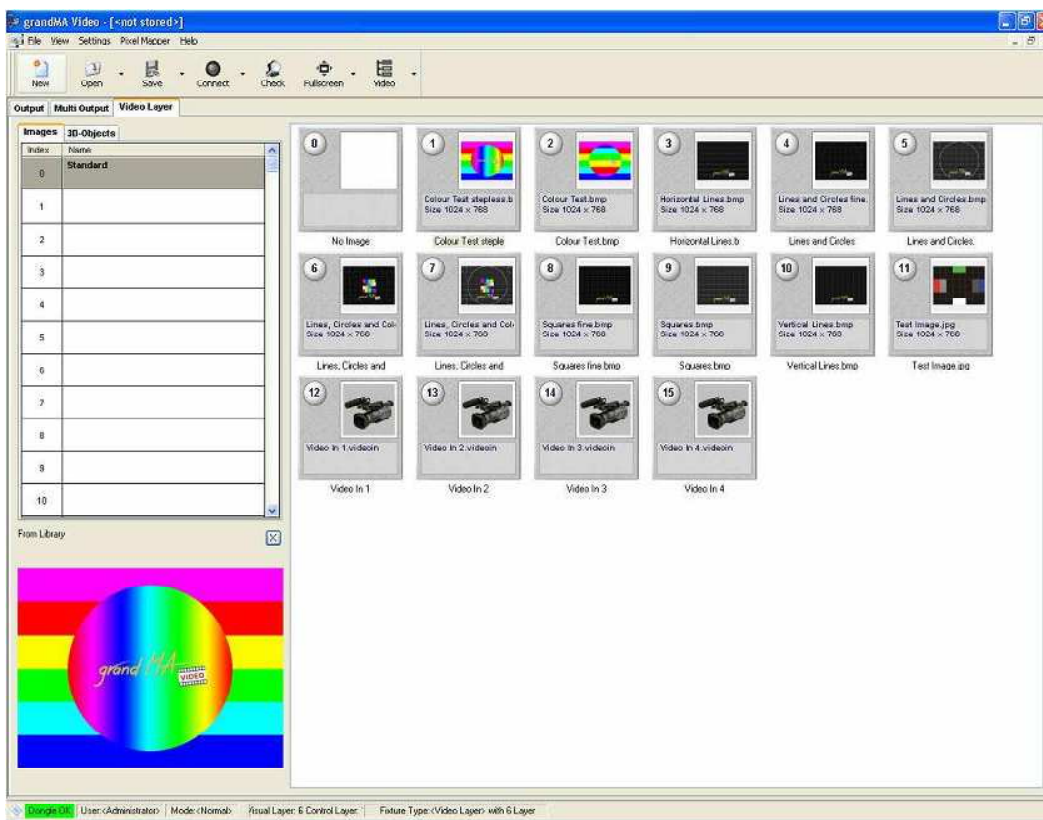 grandMA Video - [<not stored>]
File View Settings Pixel Mapper Help
New Open Save Connect Check Fullscreen Video
Output Multi Output Video Layer
Images 3D-Objects
Index Name
0 Standard
1
2
3
4
5
6
7
8
9
10
From Library
grand MA VIDEO
0
No Image
1
Colour Test stepless.b
Size 1024 x 768
Colour Test steple
2
Colour Test.bmp
Size 1024 x 768
Colour Test.bmp
3
Horizontal Lines.bmp
Size 1024 x 768
Horizontal Lines.b
4
Lines and Circles fine.
Size 1024 x 768
Lines and Circles
5
Lines and Circles.bmp
Size 1024 x 768
Lines and Circles.
6
Lines, Circles and Col
Size 1024 x 768
Lines, Circles and
7
Lines, Circles and Col
Size 1024 x 768
Lines, Circles and
8
Squares fine.bmp
Size 1024 x 768
Squares fine.bmp
9
Squares.bmp
Size 1024 x 768
Squares.bmp
10
Vertical Lines.bmp
Size 1024 x 768
Vertical Lines.bmp
11
Test Image.jpg
Size 1024 x 768
Test Image.jpg
12
Video In 1.videoin
Video In 1
13
Video In 2.videoin
Video In 2
14
Video In 3.videoin
Video In 3
15
Video In 4.videoin
Video In 4
Dongle OK User:<Administrator> Mode:<Normal> Visual Layer: 6 Control Layer: Fixture Type:<Video Layer> with 6 Layer